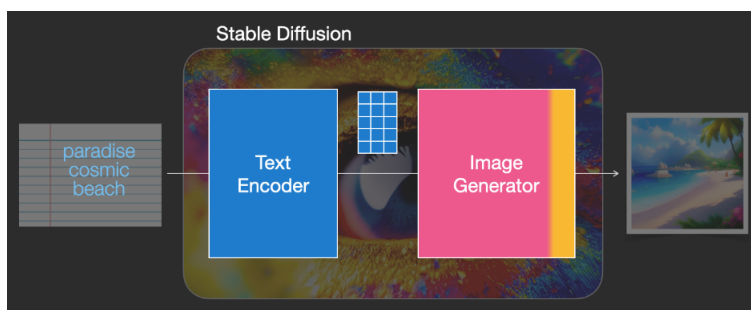 Stable Diffusion
paradise
cosmic
beach
Text
Encoder
Image
Generator